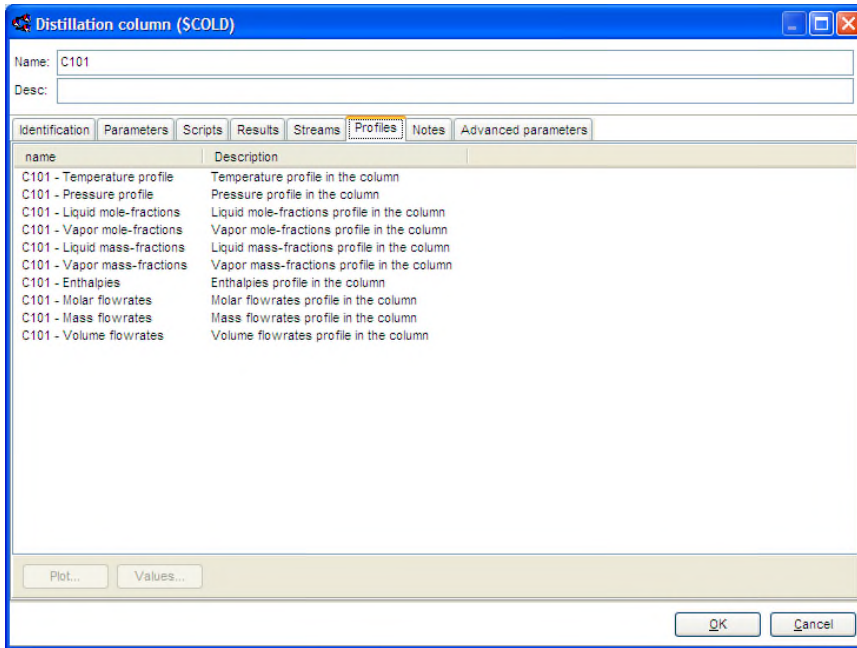 Distillation column ($COLD)
Name: C101
Desc:
Identification Parameters Scripts Results Streams Profiles Notes Advanced parameters
name Description
C101 - Temperature profile Temperature profile in the column
C101 - Pressure profile Pressure profile in the column
C101 - Liquid mole-fractions Liquid mole-fractions profile in the column
C101 - Vapor mole-fractions Vapor mole-fractions profile in the column
C101 - Liquid mass-fractions Liquid mass-fractions profile in the column
C101 - Vapor mass-fractions Vapor mass-fractions profile in the column
C101 - Enthalpies Enthalpies profile in the column
C101 - Molar flowrates Molar flowrates profile in the column
C101 - Mass flowrates Mass flowrates profile in the column
C101 - Volume flowrates Volume flowrates profile in the column
Plot... Values...
OK Cancel